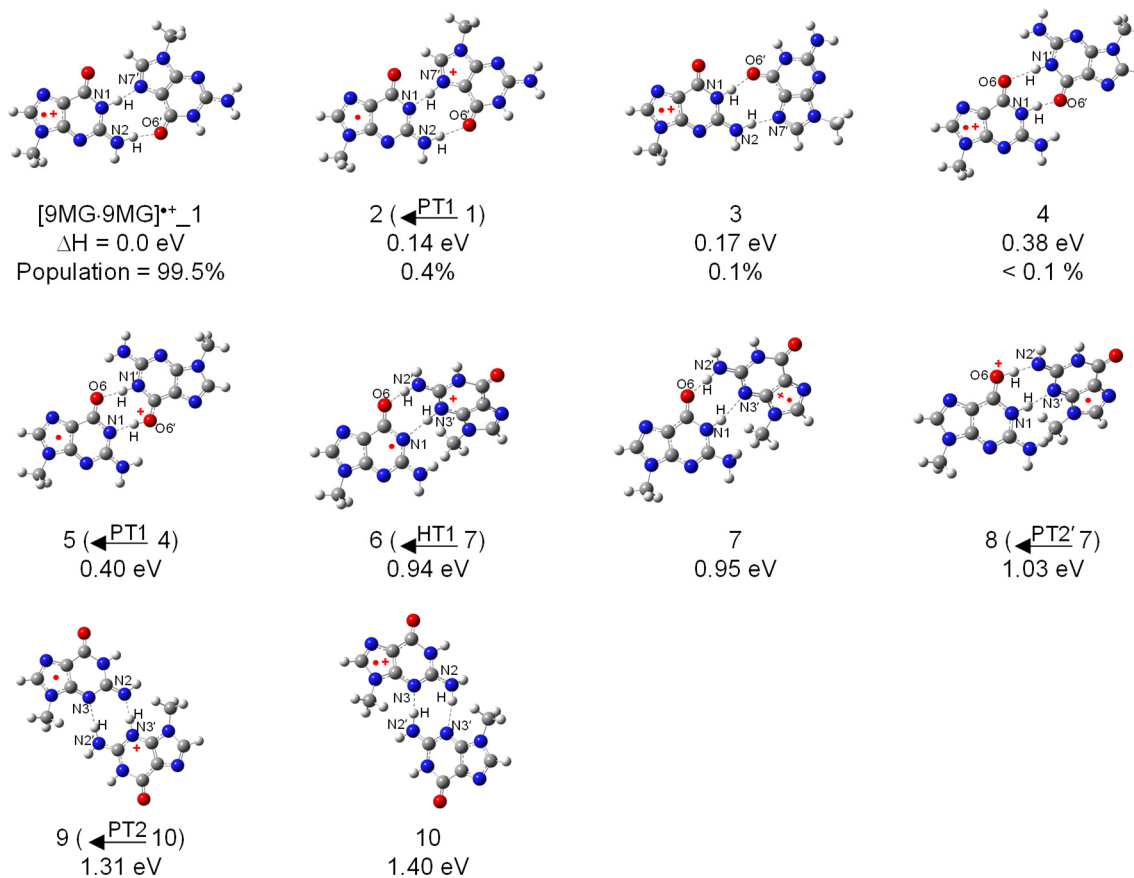 N1 N7' N2 O6' H H
N1 N7' N2 O6' H H
O6' N1 H N2 N7' H
N1' O6 H N1 O6' H
[9MG·9MG]•+_1
ΔH = 0.0 eV
Population = 99.5%
2 (PT1 1)
0.14 eV
0.4%
3
0.17 eV
0.1%
4
0.38 eV
< 0.1 %
O6 N1' H N1 H O6'
N2' O6 H H N3' N1
N2' O6 H H N3' N1
O6 H N2' H N3' N1
5 (PT1 4)
0.40 eV
6 (HT1 7)
0.94 eV
7
0.95 eV
8 (PT2' 7)
1.03 eV
N2 N3 H H N2' N3'
N2 N3 H H N2' N3'
9 (PT2 10)
1.31 eV
10
1.40 eV